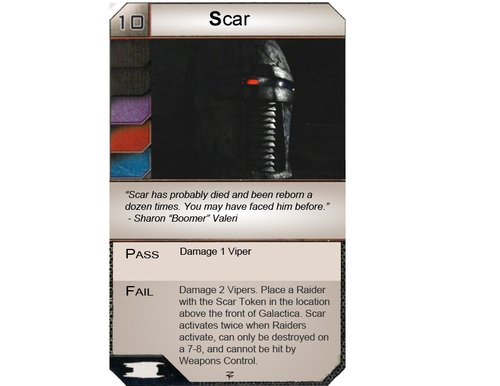 10 Scar
"Scar has probably died and been reborn a
dozen times. You may have faced him before."
- Sharon “Boomer” Valeri
PASS Damage 1 Viper
FAIL Damage 2 Vipers. Place a Raider
with the Scar Token in the location
above the front of Galactica. Scar
activates twice when Raiders
activate, can only be destroyed on
a 7-8, and cannot be hit by
Weapons Control.